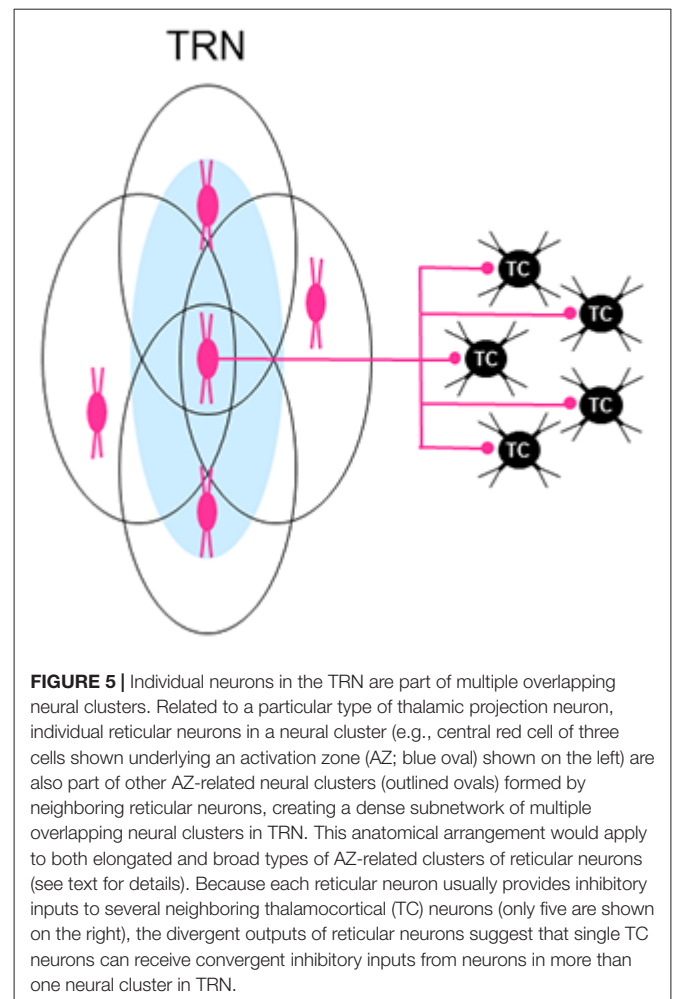 TRN
TC
TC
TC
TC
TC
FIGURE 5 | Individual neurons in the TRN are part of multiple overlapping
neural clusters. Related to a particular type of thalamic projection neuron,
individual reticular neurons in a neural cluster (e.g., central red cell of three
cells shown underlying an activation zone (AZ; blue oval) shown on the left) are
also part of other AZ-related neural clusters (outlined ovals) formed by
neighboring reticular neurons, creating a dense subnetwork of multiple
overlapping neural clusters in TRN. This anatomical arrangement would apply
to both elongated and broad types of AZ-related clusters of reticular neurons
(see text for details). Because each reticular neuron usually provides inhibitory
inputs to several neighboring thalamocortical (TC) neurons (only five are shown
on the right), the divergent outputs of reticular neurons suggest that single TC
neurons can receive convergent inhibitory inputs from neurons in more than
one neural cluster in TRN.